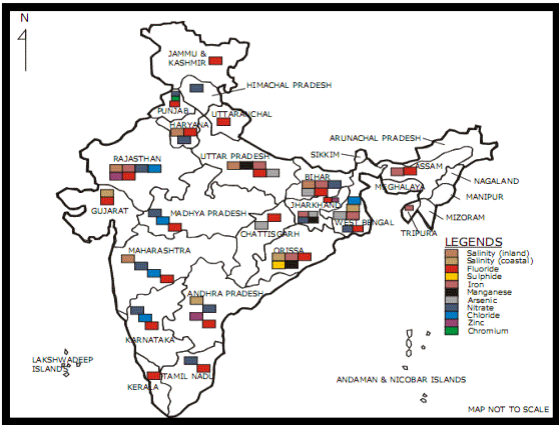 N
JAMMU &
KASHMIR
HIMACHAL PRADESH
PUNJAB
UTTARANCHAL
HARYANA
ARUNACHAL PRADESH
RAJASTHAN
UTTAR PRADESH
SIKKIM
BIHAR
ASSAM
MEGHALAYA
NAGALAND
MANIPUR
JHARKHAND
MIZORAM
GUJARAT
MADHYA PRADESH
WEST BENGAL
TRIPURA
CHATTISGARH
MAHARASHTRA
ORISSA
ANDHRA PRADESH
KARNATAKA
LAKSHWADEEP
ISLANDS
TAMIL NADU
KERALA
ANDAMAN & NICOBAR ISLANDS
LEGENDS
Salinity (inland)
Salinity (coastal)
Fluoride
Sulphide
Iron
Manganese
Arsenic
Nitrate
Chloride
Zinc
Chromium
MAP NOT TO SCALE